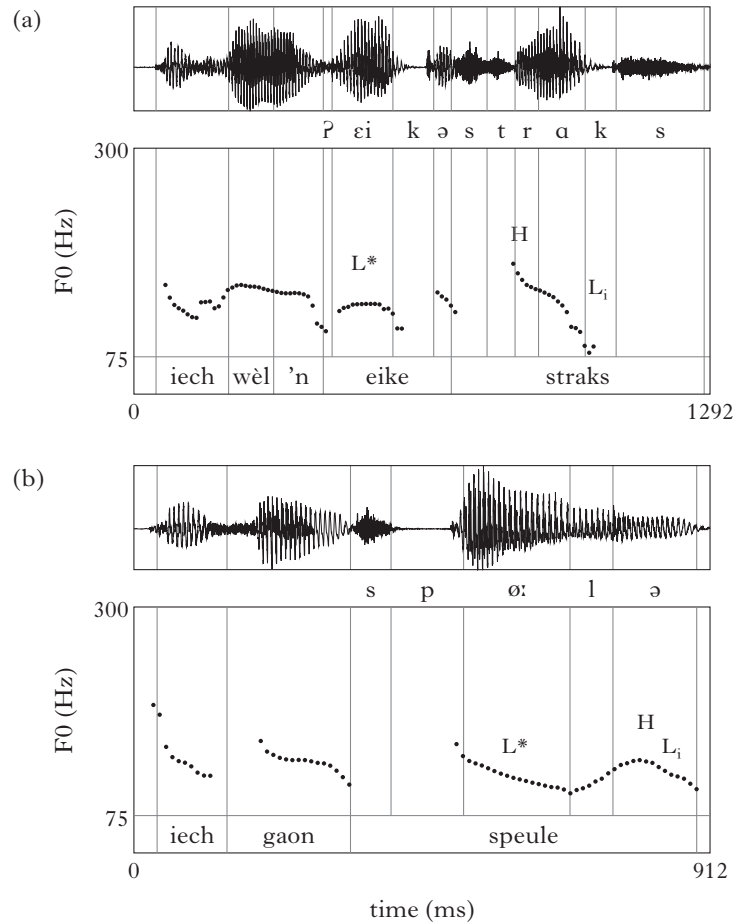 (a)
ʔ ɛi k ə s t r ɑ k s
300
H
L*
Lᵢ
F0 (Hz)
75
iech wèl ’n eike straks
0 1292
(b)
s p øː l ə
300
H
L* Lᵢ
F0 (Hz)
75
iech gaon speule
0 912
time (ms)